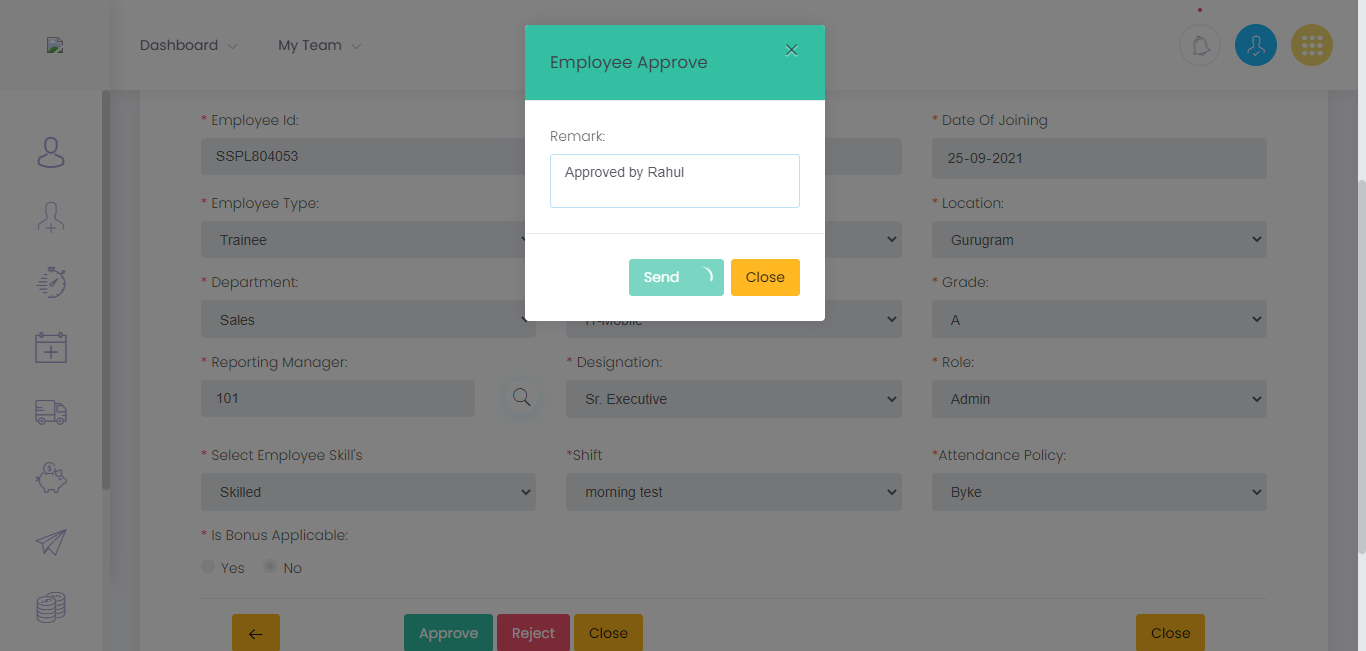 Dashboard
My Team
Employee Approve
Remark:
Approved by Rahul
Send
Close
* Employee Id:
SSPL804053
* Date Of Joining
25-09-2021
* Employee Type:
Trainee
* Location:
Gurugram
* Department:
Sales
IT-Mobile
* Grade:
A
* Reporting Manager:
101
* Designation:
Sr. Executive
* Role:
Admin
* Select Employee Skill's
Skilled
*Shift
morning test
*Attendance Policy:
Byke
* Is Bonus Applicable:
Yes
No
Approve
Reject
Close
Close